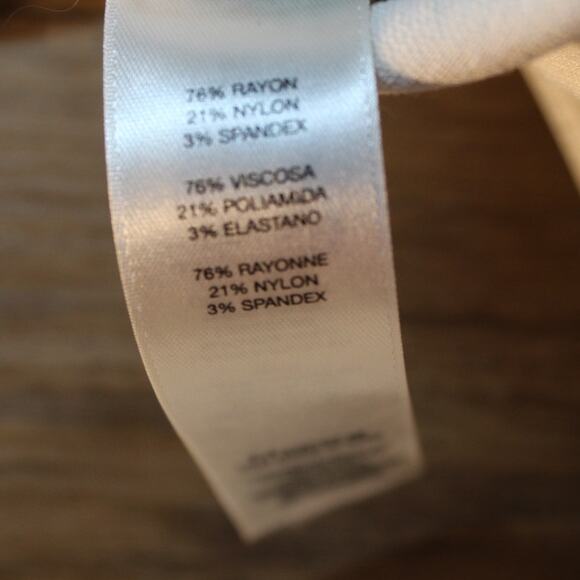 76% RAYON
21% NYLON
3% SPANDEX
76% VISCOSA
21% POLIAMIDA
3% ELASTANO
76% RAYONNE
21% NYLON
3% SPANDEX